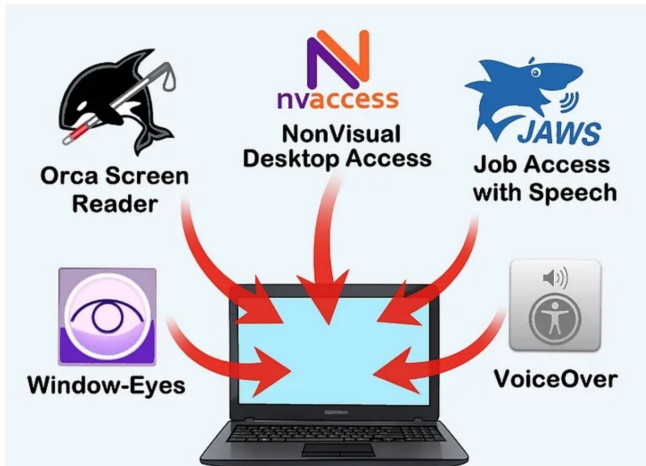 nvaccess
NonVisual
Desktop Access
JAWS
Orca Screen
Reader
Job Access
with Speech
Window-Eyes
VoiceOver